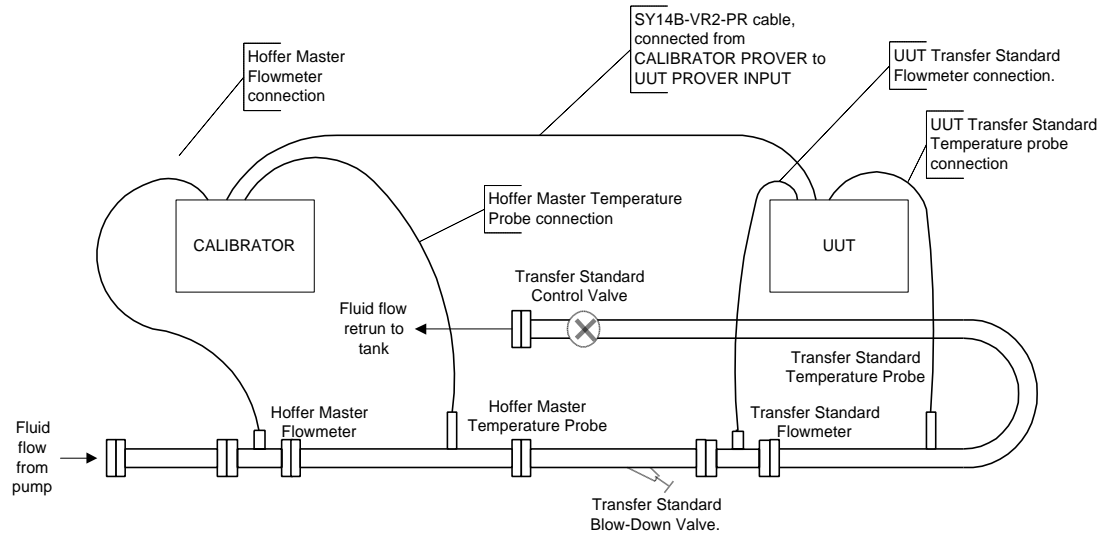 SY14B-VR2-PR cable,
connected from
CALIBRATOR PROVER to
UUT PROVER INPUT
Hoffer Master
Flowmeter
connection
UUT Transfer Standard
Flowmeter connection.
UUT Transfer Standard
Temperature probe
connection
Hoffer Master Temperature
Probe connection
CALIBRATOR
UUT
Transfer Standard
Control Valve
Fluid flow
retrun to
tank
Transfer Standard
Temperature Probe
Hoffer Master
Flowmeter
Hoffer Master
Temperature Probe
Transfer Standard
Flowmeter
Fluid
flow
from
pump
Transfer Standard
Blow-Down Valve.